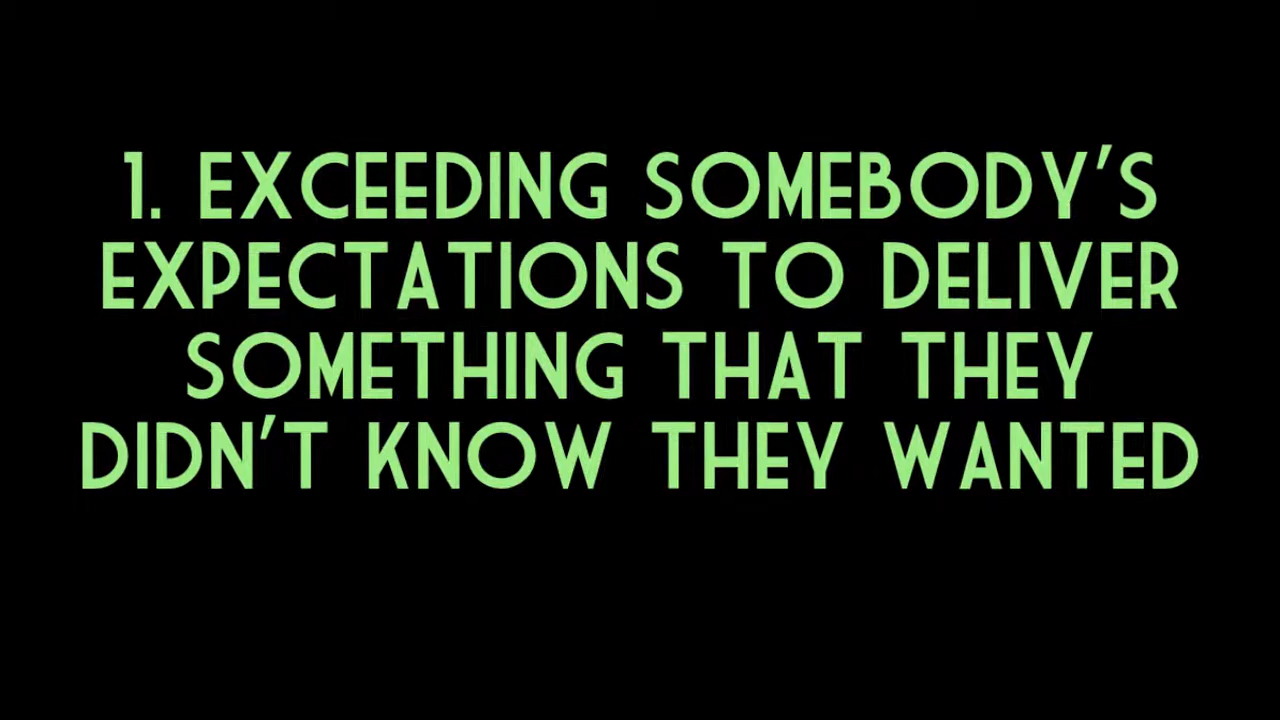 1. EXCEEDING SOMEBODY'S
EXPECTATIONS TO DELIVER
SOMETHING THAT THEY
DIDN'T KNOW THEY WANTED